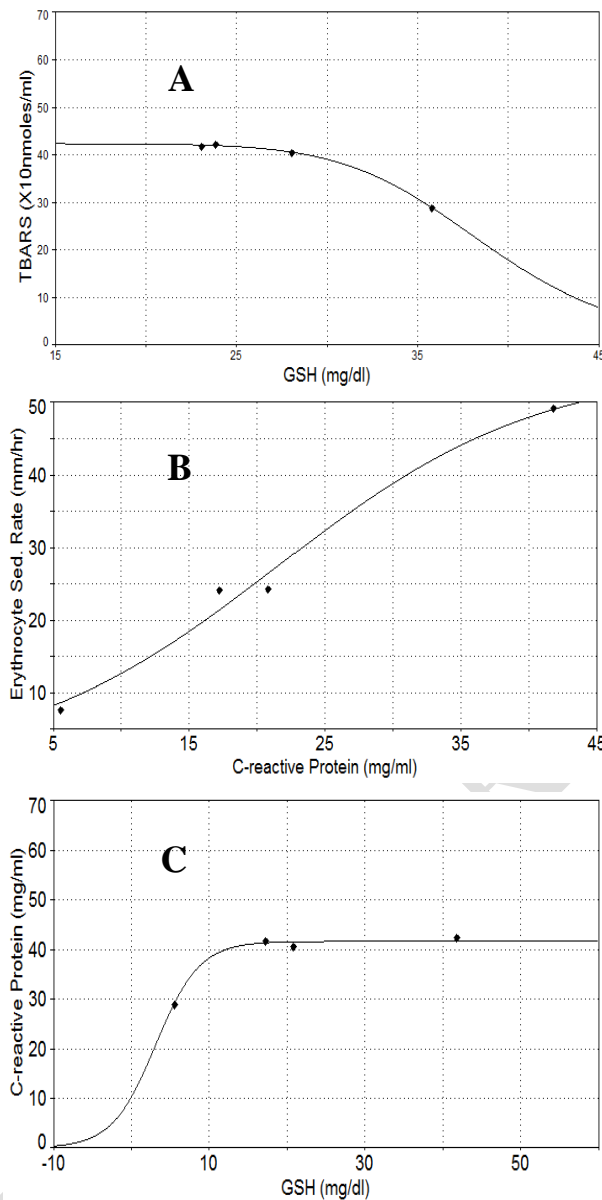 A
TBARS (X10nmoles/ml)
70
60
50
40
30
20
10
0
15 25 35 45
GSH (mg/dl)
B
Erythrocyte Sed. Rate (mm/hr)
50
40
30
20
10
5 15 25 35 45
C-reactive Protein (mg/ml)
C
C-reactive Protein (mg/ml)
70
60
50
40
30
20
10
0
-10 10 30 50
GSH (mg/dl)